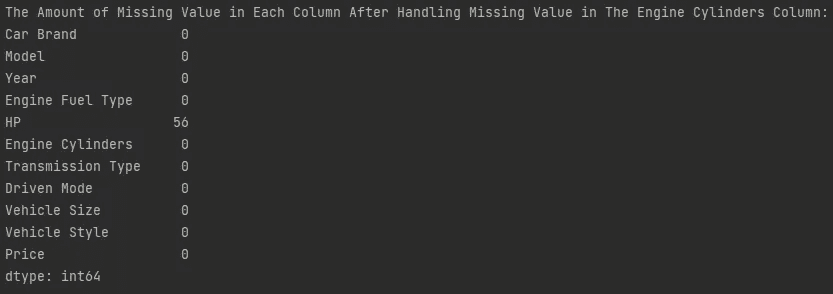 The Amount of Missing Value in Each Column After Handling Missing Value in The Engine Cylinders Column:
Car Brand             0
Model                 0
Year                  0
Engine Fuel Type      0
HP                   56
Engine Cylinders      0
Transmission Type     0
Driven Mode           0
Vehicle Size          0
Vehicle Style         0
Price                 0
dtype: int64